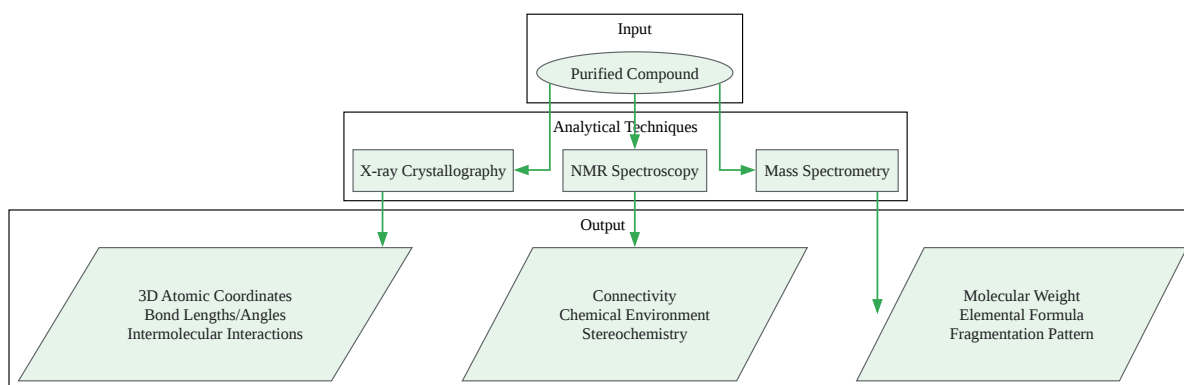 Input
Purified Compound
Analytical Techniques
X-ray Crystallography
NMR Spectroscopy
Mass Spectrometry
Output
3D Atomic Coordinates
Bond Lengths/Angles
Intermolecular Interactions
Connectivity
Chemical Environment
Stereochemistry
Molecular Weight
Elemental Formula
Fragmentation Pattern